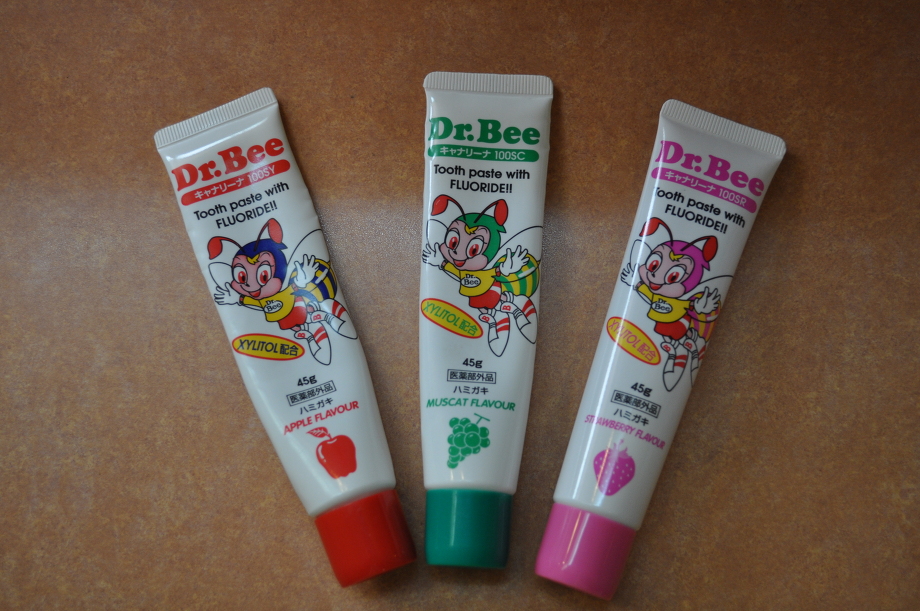 Dr.Bee
キャナリーナ 100SY
Tooth paste with
FLUORIDE!!
Dr.
Bee
XYLITOL配合
45g
医薬部外品
ハミガキ
APPLE FLAVOUR
Dr.Bee
キャナリーナ 100SC
Tooth paste with
FLUORIDE!!
Dr.
Bee
XYLITOL配合
45g
医薬部外品
ハミガキ
MUSCAT FLAVOUR
Dr.Bee
キャナリーナ 100SR
Tooth paste with
FLUORIDE!!
Dr.
Bee
XYLITOL配合
45g
医薬部外品
ハミガキ
STRAWBERRY FLAVOUR